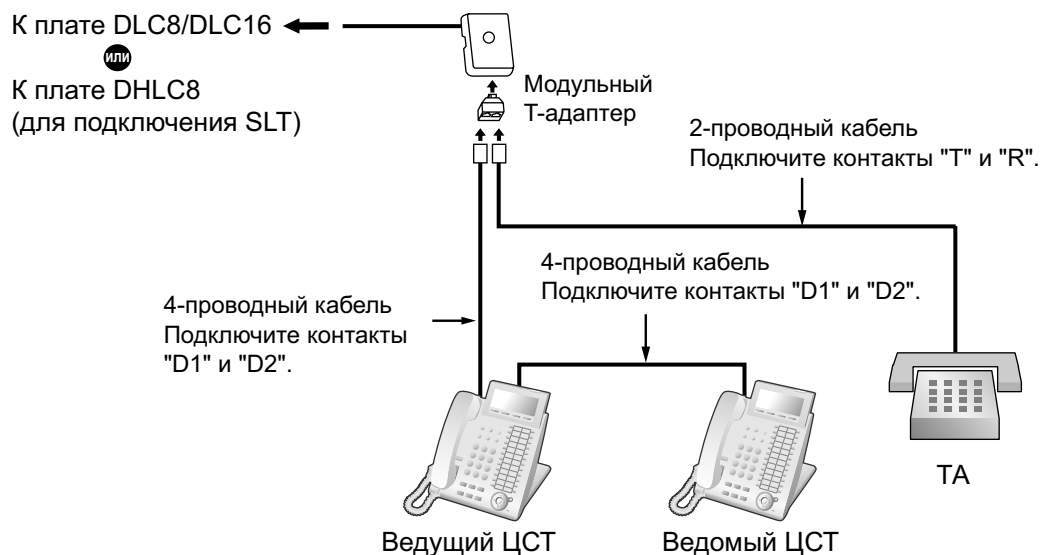 К плате DLC8/DLC16
или
К плате DHLC8
(для подключения SLT)
Модульный
Т-адаптер
2-проводный кабель
Подключите контакты "T" и "R".
4-проводный кабель
Подключите контакты "D1" и "D2".
4-проводный кабель
Подключите контакты
"D1" и "D2".
ТА
Ведущий ЦСТ
Ведомый ЦСТ